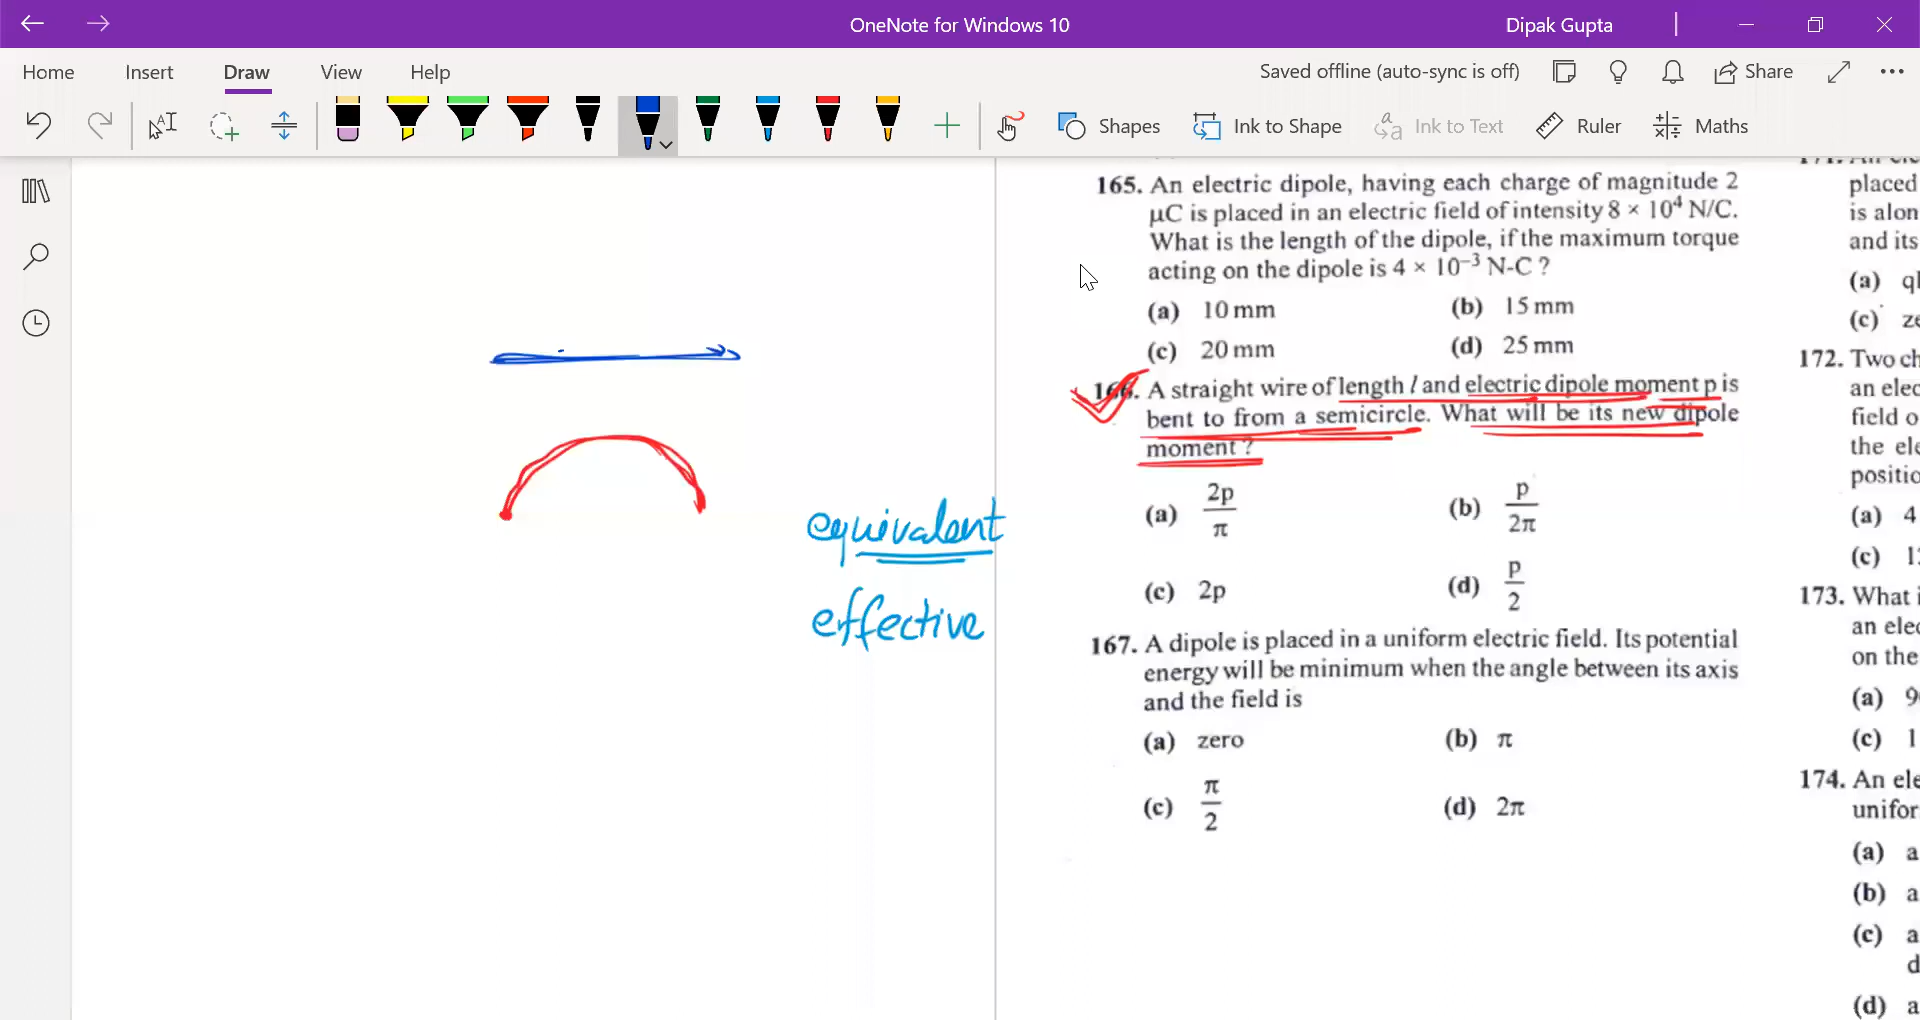 OneNote for Windows 10
Dipak Gupta
Home Insert Draw View Help
Saved offline (auto-sync is off)
Share
Shapes
Ink to Shape
Ink to Text
Ruler
Maths
equivalent
effective
165. An electric dipole, having each charge of magnitude 2
μC is placed in an electric field of intensity 8 × 10⁴ N/C.
What is the length of the dipole, if the maximum torque
acting on the dipole is 4 × 10⁻³ N-C ?
(a) 10 mm (b) 15 mm
(c) 20 mm (d) 25 mm
166. A straight wire of length l and electric dipole moment p is
bent to from a semicircle. What will be its new dipole
moment ?
(a) 2p/π (b) p/2π
(c) 2p (d) p/2
167. A dipole is placed in a uniform electric field. Its potential
energy will be minimum when the angle between its axis
and the field is
(a) zero (b) π
(c) π/2 (d) 2π
placed
is alon
and its
(a) ql
(c) ze
172. Two ch
an elec
field o
the ele
positio
(a) 4
(c)
173. What i
an elec
on the
(a) 9
(c) 1
174. An ele
unifor
(a) a
(b) a
(c) a
d
(d) a